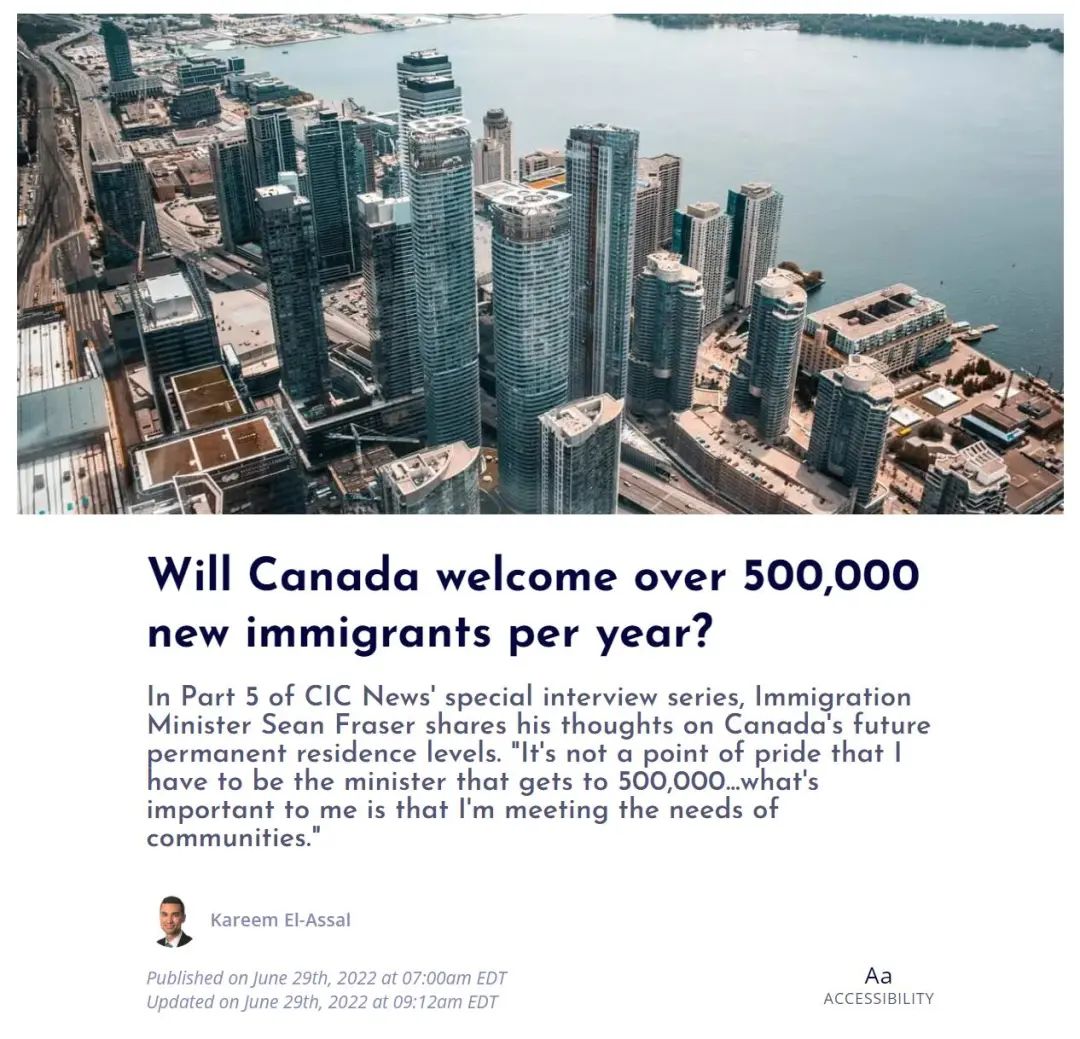 Will Canada welcome over 500,000
new immigrants per year?
In Part 5 of CIC News' special interview series, Immigration
Minister Sean Fraser shares his thoughts on Canada's future
permanent residence levels. "It's not a point of pride that I
have to be the minister that gets to 500,000...what's
important to me is that I'm meeting the needs of
communities."
Kareem El-Assal
Published on June 29th, 2022 at 07:00am EDT
Updated on June 29th, 2022 at 09:12am EDT
Aa
ACCESSIBILITY